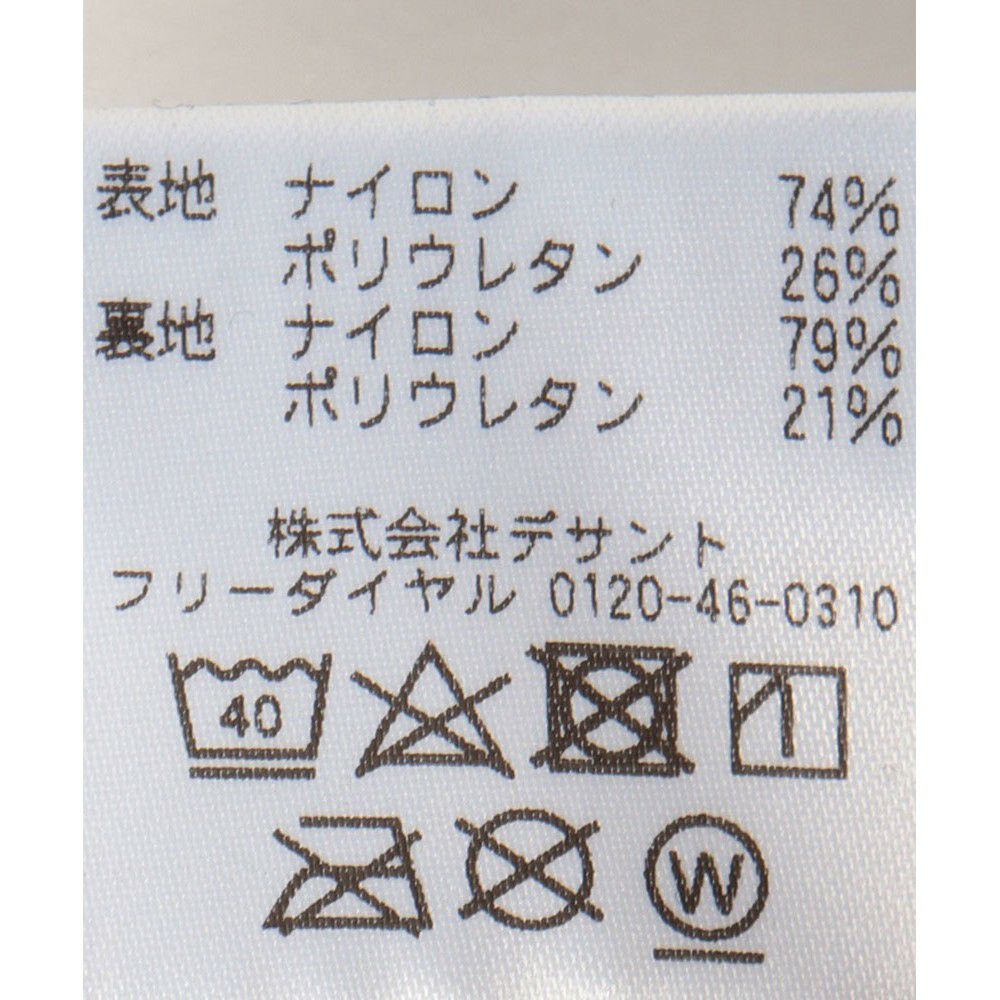 表地 ナイロン 74%
ポリウレタン 26%
裏地 ナイロン 79%
ポリウレタン 21%
株式会社デサント
フリーダイヤル 0120-46-0310
40
W